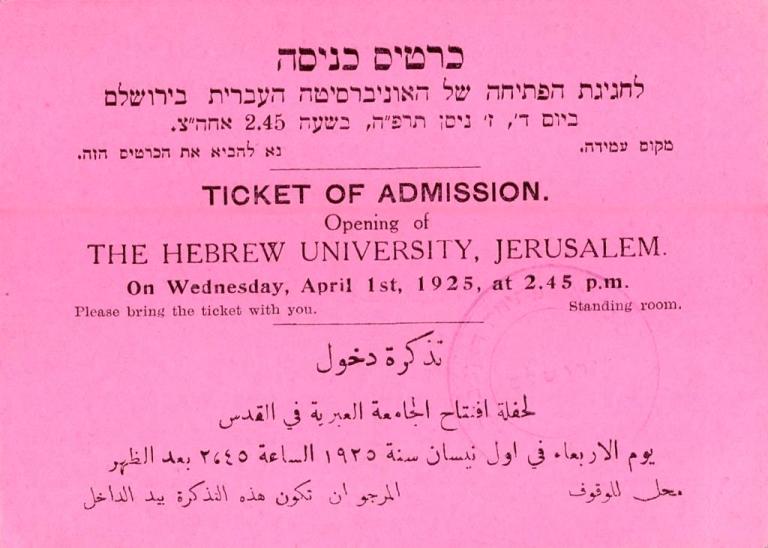 כרטיס כניסה
לחגיגת הפתיחה של האוניברסיטה העברית בירושלם
ביום ד', ז' ניסן תרפ״ה, בשעה 2.45 אחה״צ.
מקום עמידה. נא להביא את הכרטיס הזה.
TICKET OF ADMISSION.
Opening of
THE HEBREW UNIVERSITY, JERUSALEM.
On Wednesday, April 1st, 1925, at 2.45 p.m.
Please bring the ticket with you. Standing room.
تذكرة دخول
لحفلة افتتاح الجامعة العبرية في القدس
يوم الاربعاء في اول نيسان سنة ١٩٢٥ الساعة ٢،٤٥ بعد الظهر
محل للوقوف المرجو ان تكون هذه التذكرة بيد الداخل